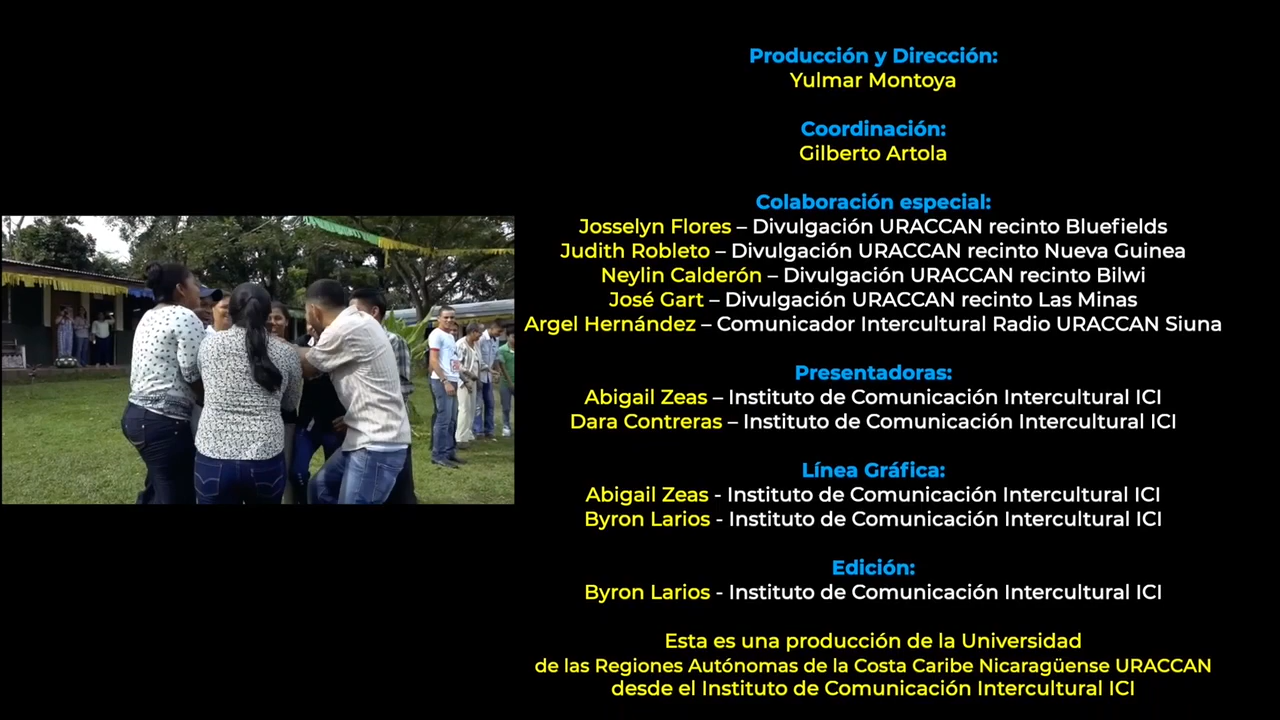 Producción y Dirección:
Yulmar Montoya
Coordinación:
Gilberto Artola
Colaboración especial:
Josselyn Flores – Divulgación URACCAN recinto Bluefields
Judith Robleto – Divulgación URACCAN recinto Nueva Guinea
Neylin Calderón – Divulgación URACCAN recinto Bilwi
José Gart – Divulgación URACCAN recinto Las Minas
Argel Hernández – Comunicador Intercultural Radio URACCAN Siuna
Presentadoras:
Abigail Zeas – Instituto de Comunicación Intercultural ICI
Dara Contreras – Instituto de Comunicación Intercultural ICI
Línea Gráfica:
Abigail Zeas - Instituto de Comunicación Intercultural ICI
Byron Larios - Instituto de Comunicación Intercultural ICI
Edición:
Byron Larios - Instituto de Comunicación Intercultural ICI
Esta es una producción de la Universidad
de las Regiones Autónomas de la Costa Caribe Nicaragüense URACCAN
desde el Instituto de Comunicación Intercultural ICI